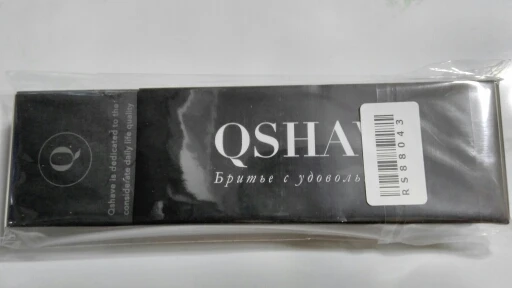 Q
Qshave is dedicated to the
considerate daily life quality
QSHAV
Бритье с удоволь
RS88043